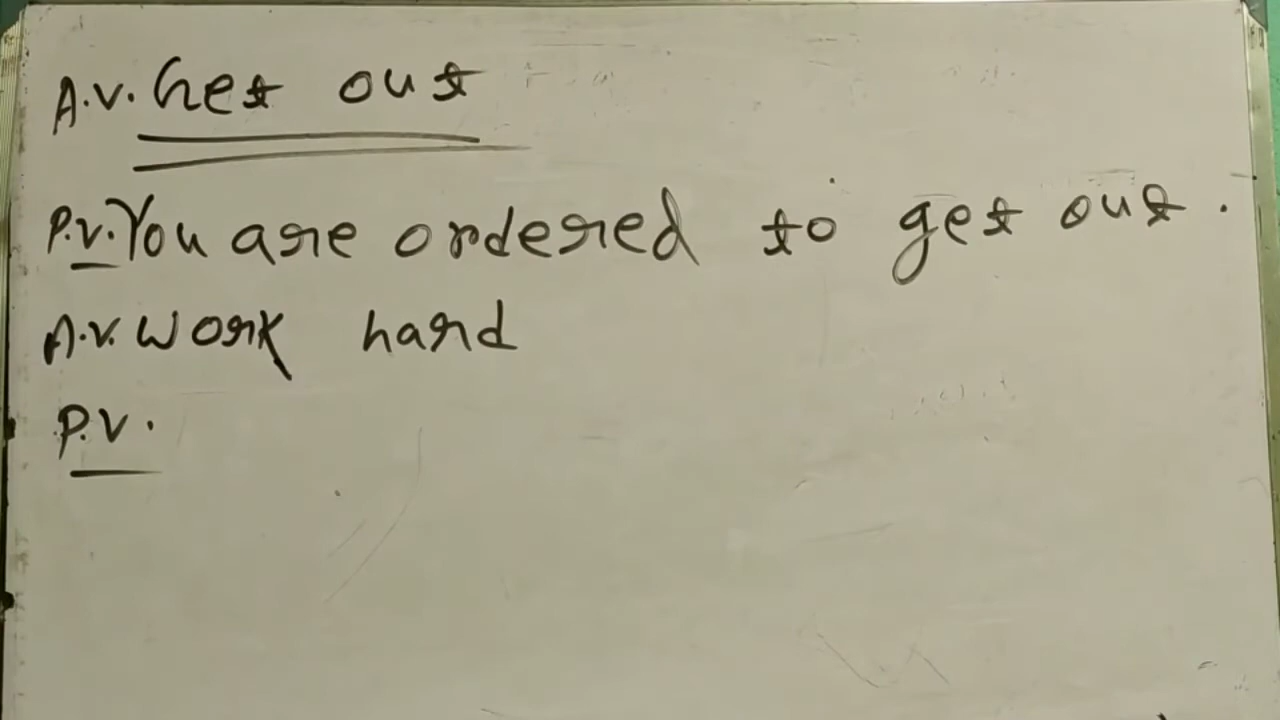 A.V. Get out
P.V. You are ordered to get out.
A.V. Work hard
P.V.